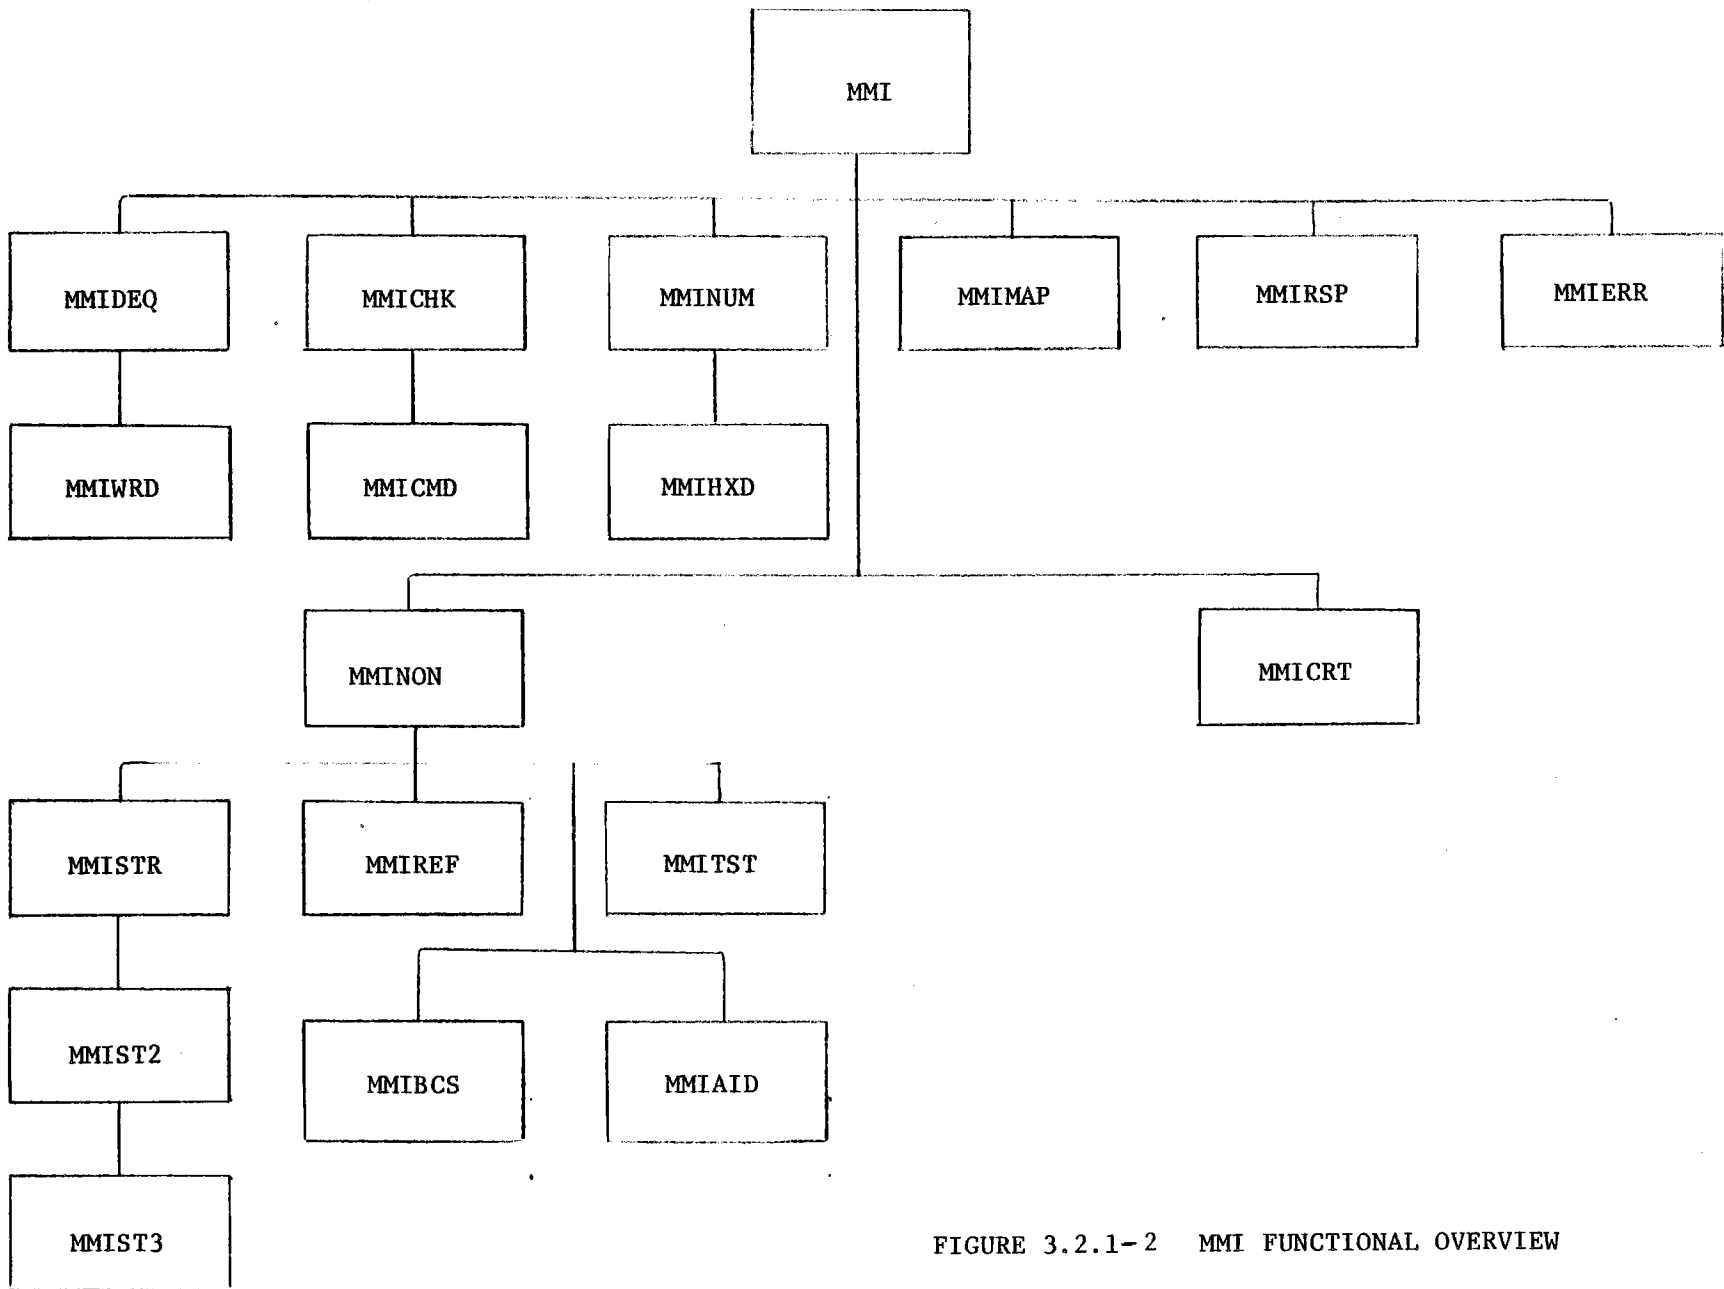 MMI
MMIDEQ
MMICHK
MMINUM
MMIMAP
MMIRSP
MMIERR
MMIWRD
MMICMD
MMIHXD
MMINON
MMICRT
MMISTR
MMIREF
MMITST
MMIST2
MMIBCS
MMIAID
MMIST3
FIGURE 3.2.1-2 MMI FUNCTIONAL OVERVIEW